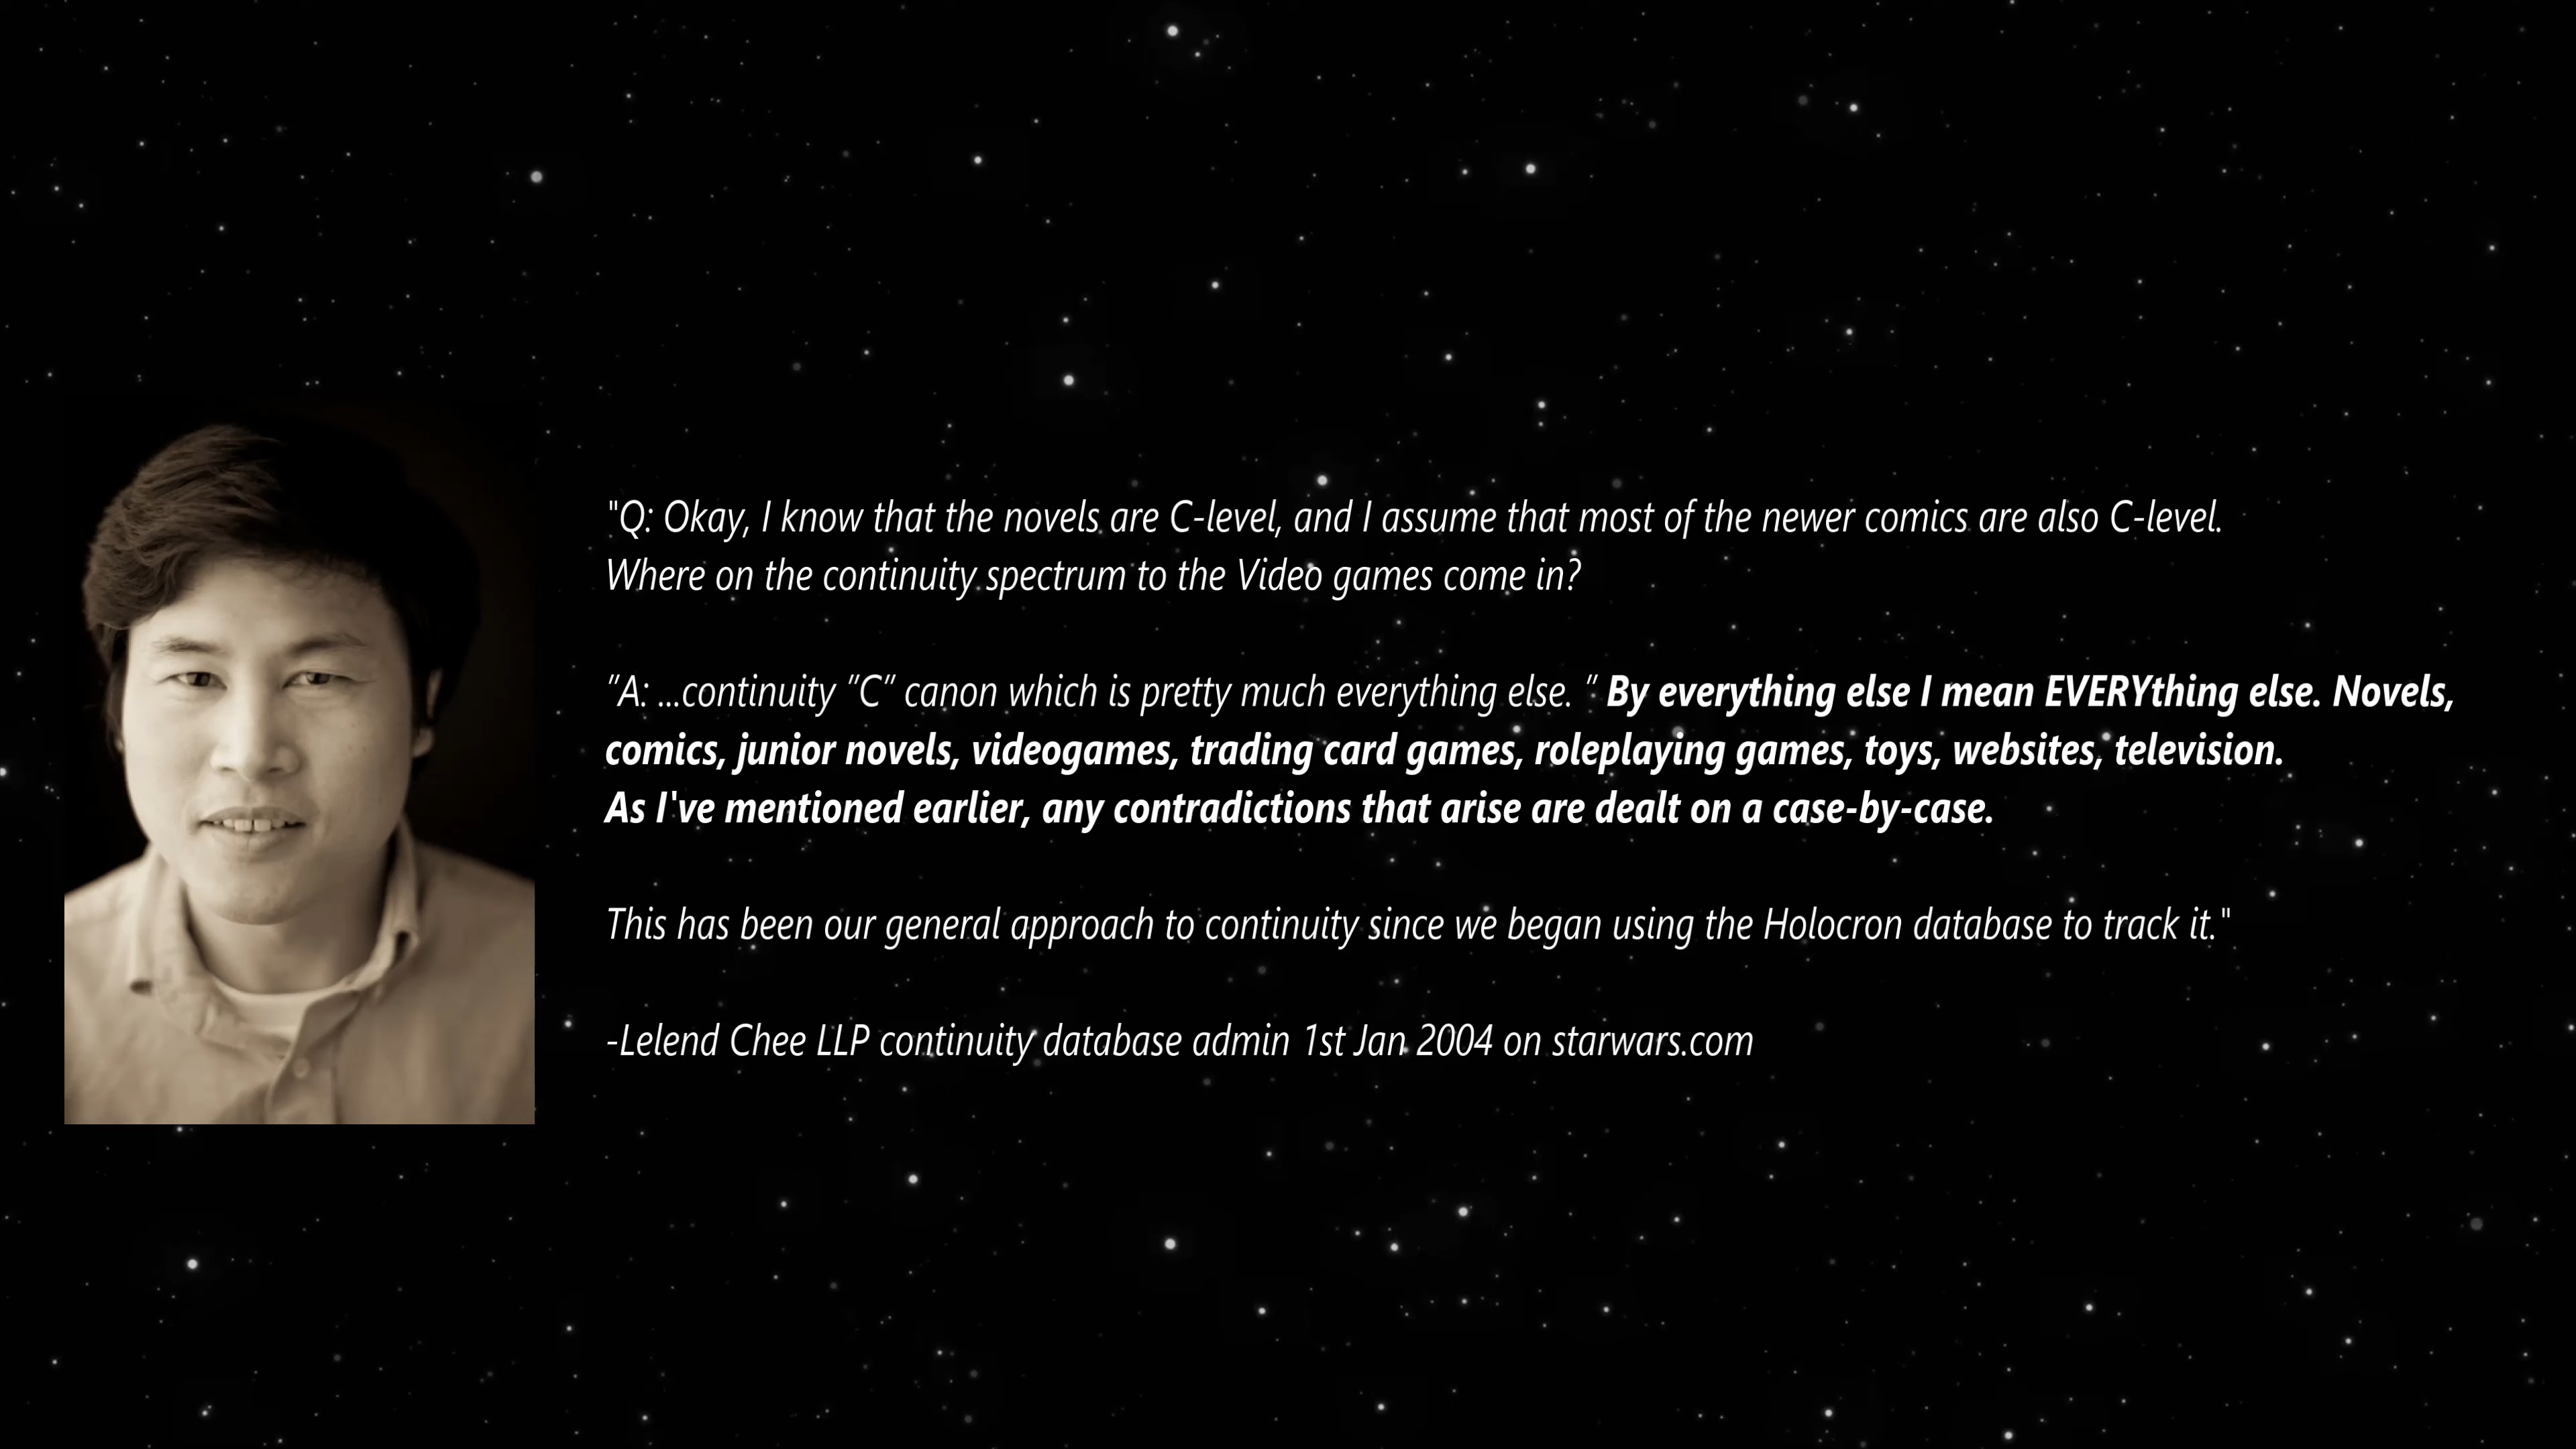 "Q: Okay, I know that the novels are C-level, and I assume that most of the newer comics are also C-level.
Where on the continuity spectrum to the Video games come in?
"A: ...continuity "C" canon which is pretty much everything else. " By everything else I mean EVERYthing else. Novels,
comics, junior novels, videogames, trading card games, roleplaying games, toys, websites, television.
As I've mentioned earlier, any contradictions that arise are dealt on a case-by-case.
This has been our general approach to continuity since we began using the Holocron database to track it."
-Lelend Chee LLP continuity database admin 1st Jan 2004 on starwars.com